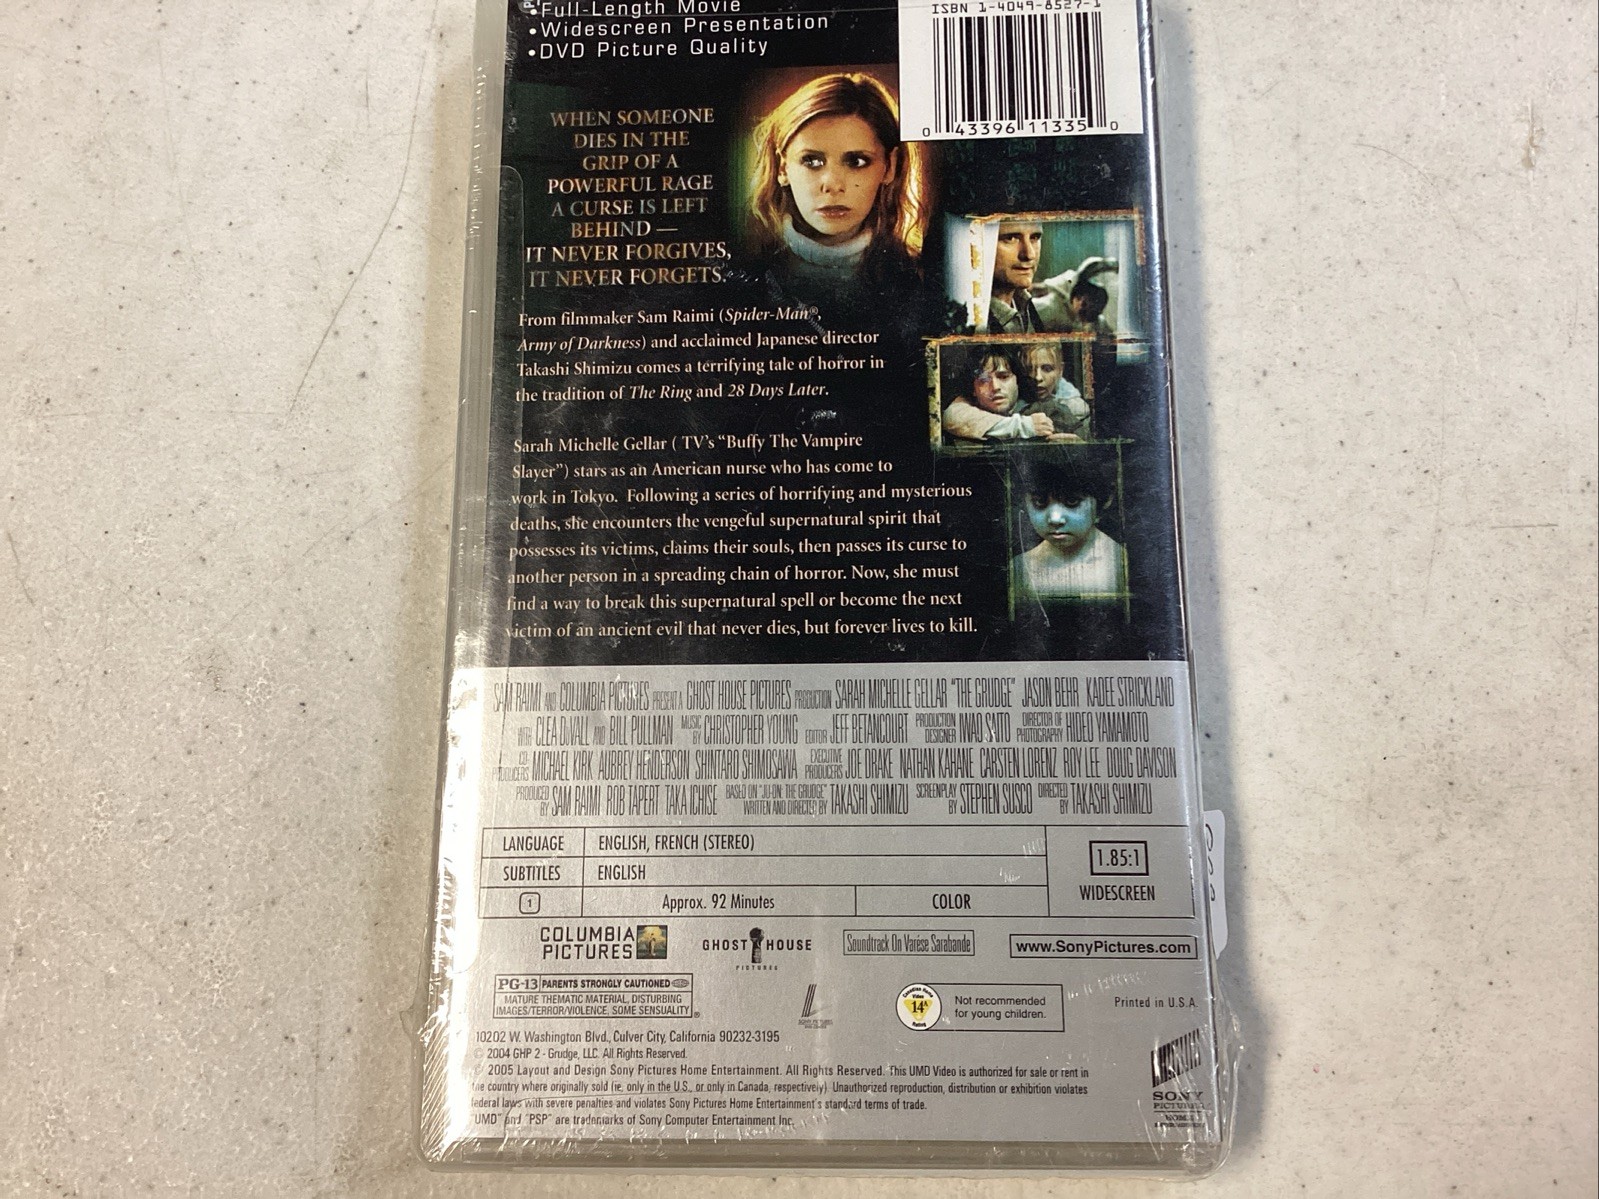 •Full-Length Movie
•Widescreen Presentation
•DVD Picture Quality
ISBN 1-4049-8527-1
0 43396 11335 0
WHEN SOMEONE
DIES IN THE
GRIP OF A
POWERFUL RAGE
A CURSE IS LEFT
BEHIND —
IT NEVER FORGIVES,
IT NEVER FORGETS.
From filmmaker Sam Raimi (Spider-Man®,
Army of Darkness) and acclaimed Japanese director
Takashi Shimizu comes a terrifying tale of horror in
the tradition of The Ring and 28 Days Later.
Sarah Michelle Gellar ( TV's “Buffy The Vampire
Slayer”) stars as an American nurse who has come to
work in Tokyo. Following a series of horrifying and mysterious
deaths, she encounters the vengeful supernatural spirit that
possesses its victims, claims their souls, then passes its curse to
another person in a spreading chain of horror. Now, she must
find a way to break this supernatural spell or become the next
victim of an ancient evil that never dies, but forever lives to kill.
SAM RAIMI AND COLUMBIA PICTURES PRESENT A GHOST HOUSE PICTURES PRODUCTION SARAH MICHELLE GELLAR "THE GRUDGE" JASON BEHR KADEE STRICKLAND
WITH CLEA DUVALL AND BILL PULLMAN MUSIC BY CHRISTOPHER YOUNG EDITOR JEFF BETANCOURT PRODUCTION DESIGNER IWAO SAITO DIRECTOR OF PHOTOGRAPHY HIDEO YAMAMOTO
CO-PRODUCERS MICHAEL KIRK AUBREY HENDERSON SHINTARO SHIMOSAWA EXECUTIVE PRODUCERS JOE DRAKE NATHAN KAHANE CARSTEN LORENZ ROY LEE DOUG DAVISON
PRODUCED BY SAM RAIMI ROB TAPERT TAKA ICHISE BASED ON "JU-ON: THE GRUDGE" WRITTEN AND DIRECTED BY TAKASHI SHIMIZU SCREENPLAY BY STEPHEN SUSCO DIRECTED BY TAKASHI SHIMIZU
LANGUAGE ENGLISH, FRENCH (STEREO)
SUBTITLES ENGLISH
1 Approx. 92 Minutes COLOR
1.85:1
WIDESCREEN
COLUMBIA
PICTURES
GHOST HOUSE
PICTURES
Soundtrack On Varèse Sarabande
www.SonyPictures.com
PG-13 PARENTS STRONGLY CAUTIONED
MATURE THEMATIC MATERIAL, DISTURBING
IMAGES/TERROR/VIOLENCE, SOME SENSUALITY
Canadian Home
Video
14A
Rating
Not recommended
for young children.
Printed in U.S.A.
10202 W. Washington Blvd., Culver City, California 90232-3195
© 2004 GHP 2 - Grudge, LLC. All Rights Reserved.
© 2005 Layout and Design Sony Pictures Home Entertainment. All Rights Reserved. This UMD Video is authorized for sale or rent in
the country where originally sold (ie, only in the U.S., or only in Canada, respectively). Unauthorized reproduction, distribution or exhibition violates
federal laws with severe penalties and violates Sony Pictures Home Entertainment's standard terms of trade.
"UMD" and "PSP" are trademarks of Sony Computer Entertainment Inc.
SONY
PICTURES
HOME